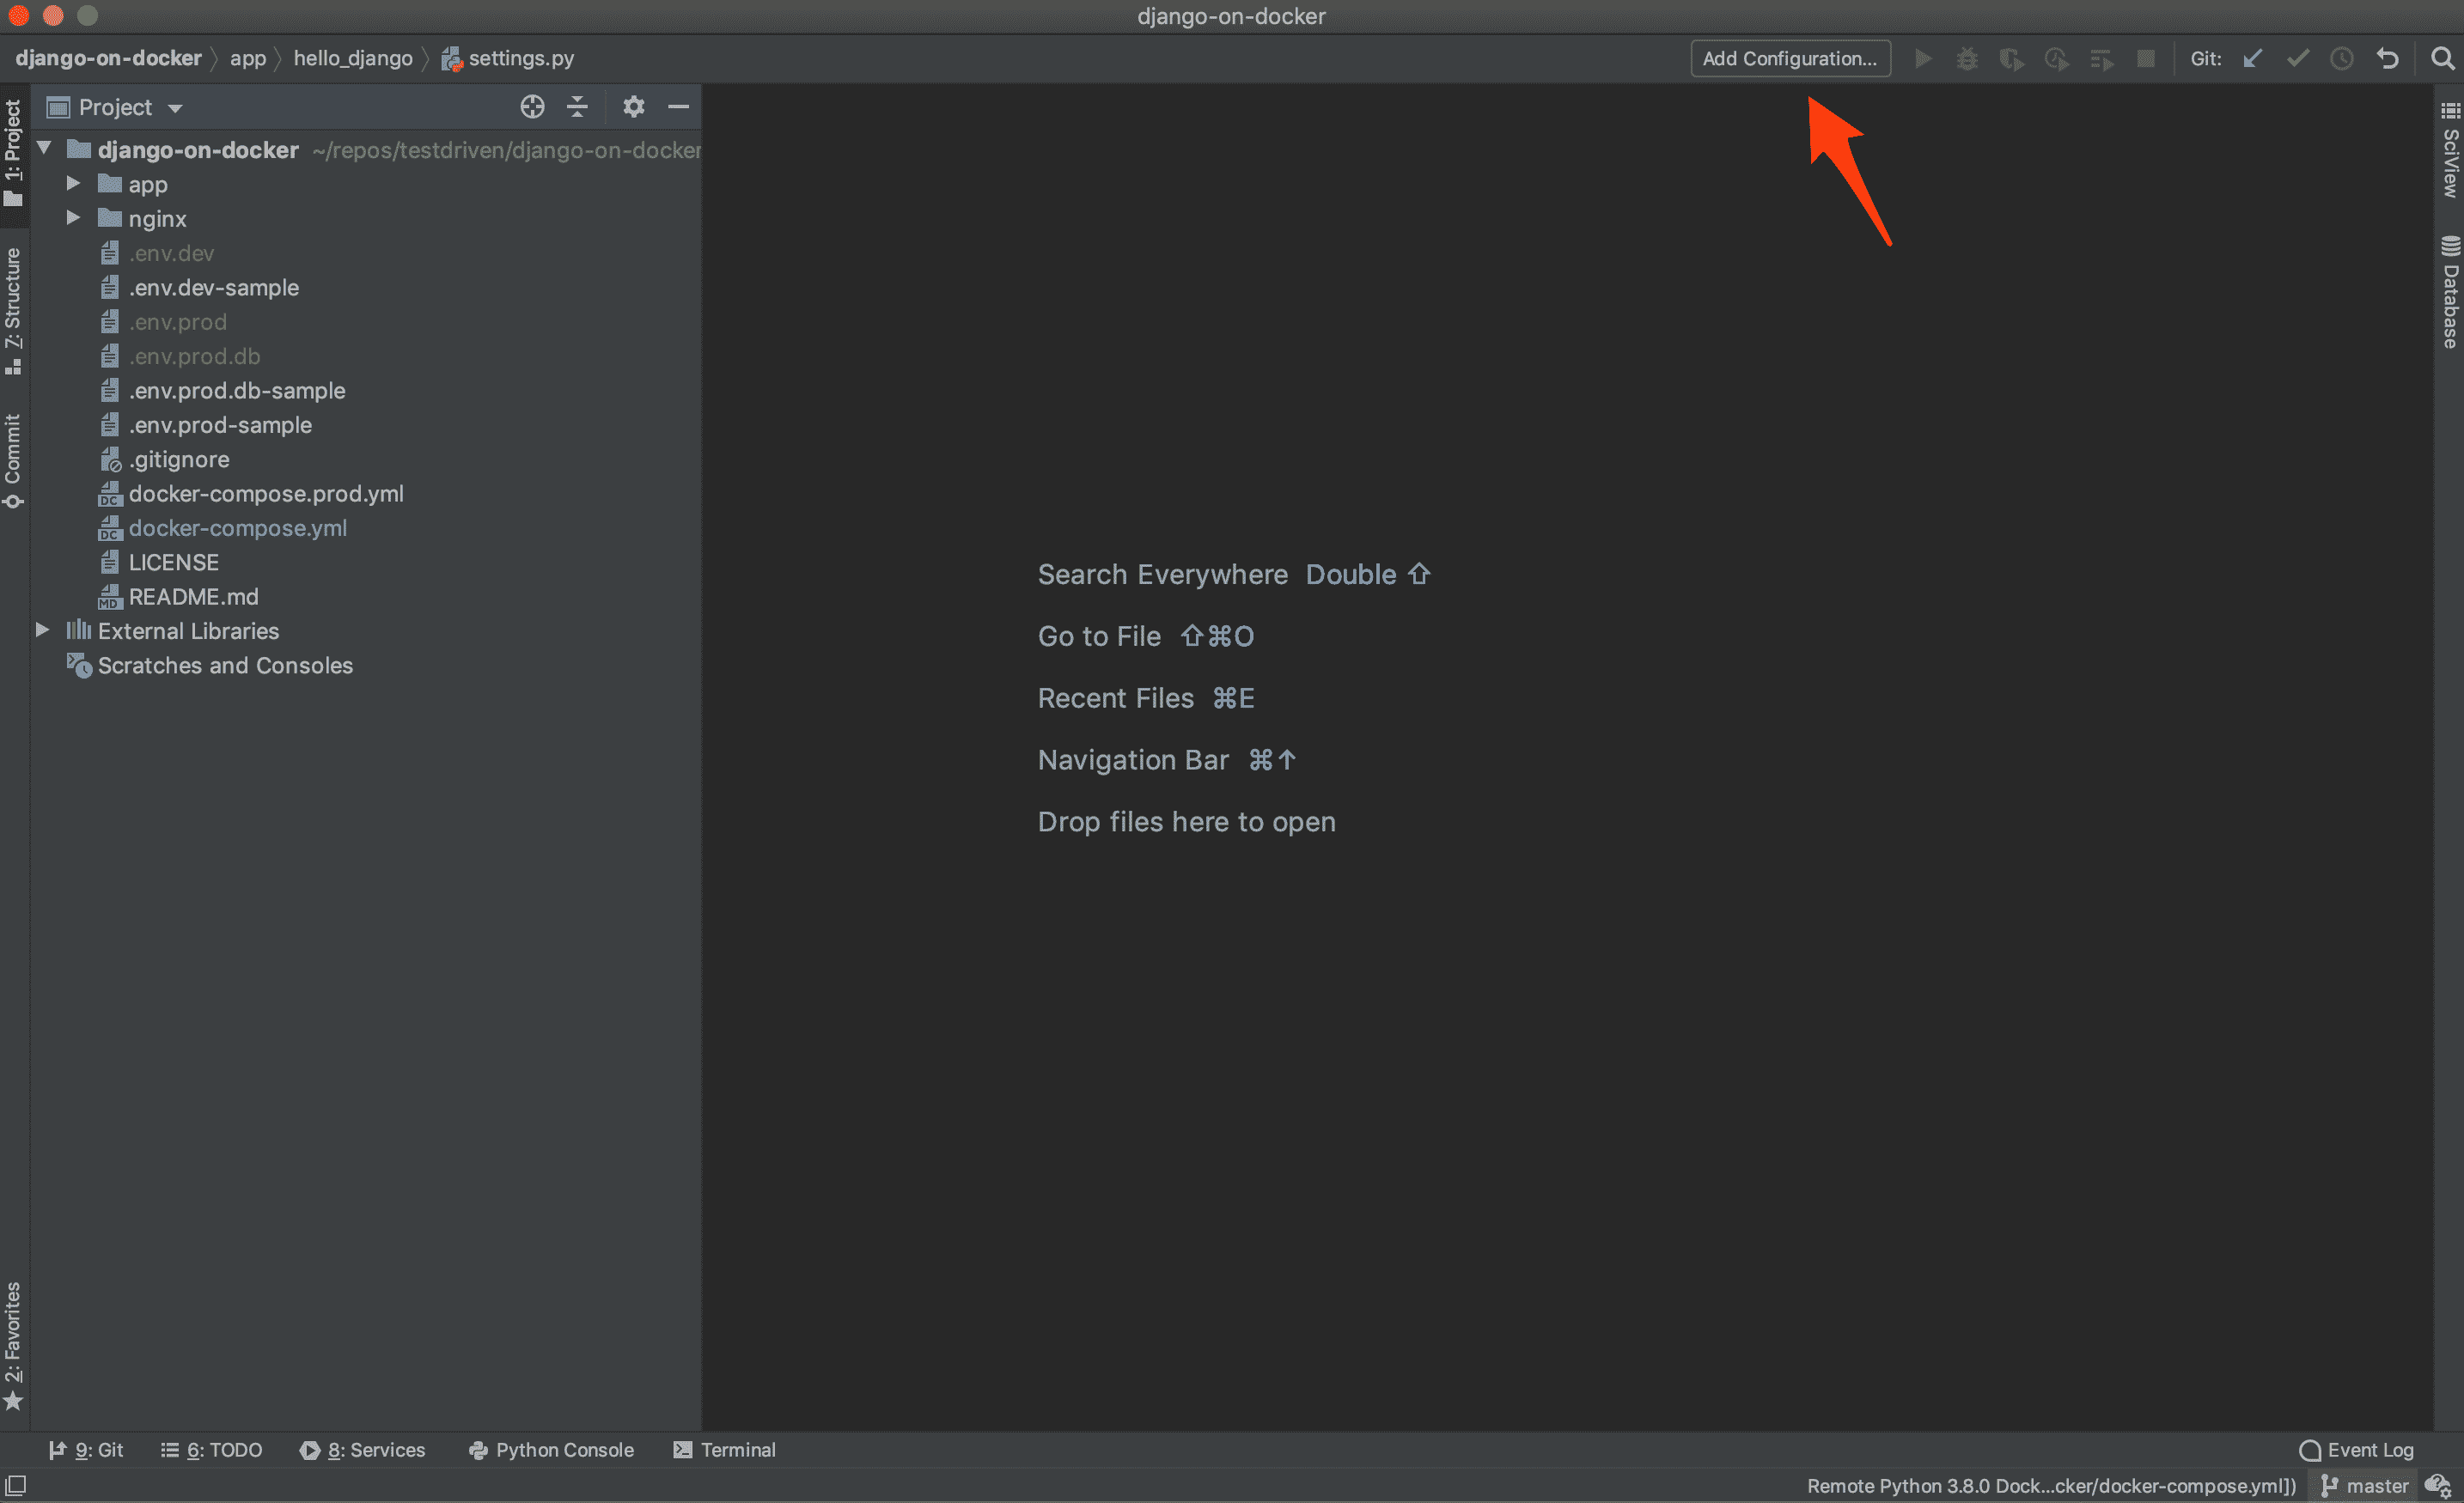 django-on-docker
django-on-docker app hello_django settings.py
Add Configuration...
Git:
Project
1: Project
django-on-docker ~/repos/testdriven/django-on-docker
app
nginx
.env.dev
.env.dev-sample
.env.prod
.env.prod.db
.env.prod.db-sample
.env.prod-sample
.gitignore
DC docker-compose.prod.yml
DC docker-compose.yml
LICENSE
MD README.md
External Libraries
Scratches and Consoles
7: Structure
Commit
2: Favorites
Search Everywhere Double ⇧
Go to File ⇧⌘O
Recent Files ⌘E
Navigation Bar ⌘↑
Drop files here to open
SciView
Database
9: Git
6: TODO
8: Services
Python Console
Terminal
Event Log
Remote Python 3.8.0 Dock...cker/docker-compose.yml])
master